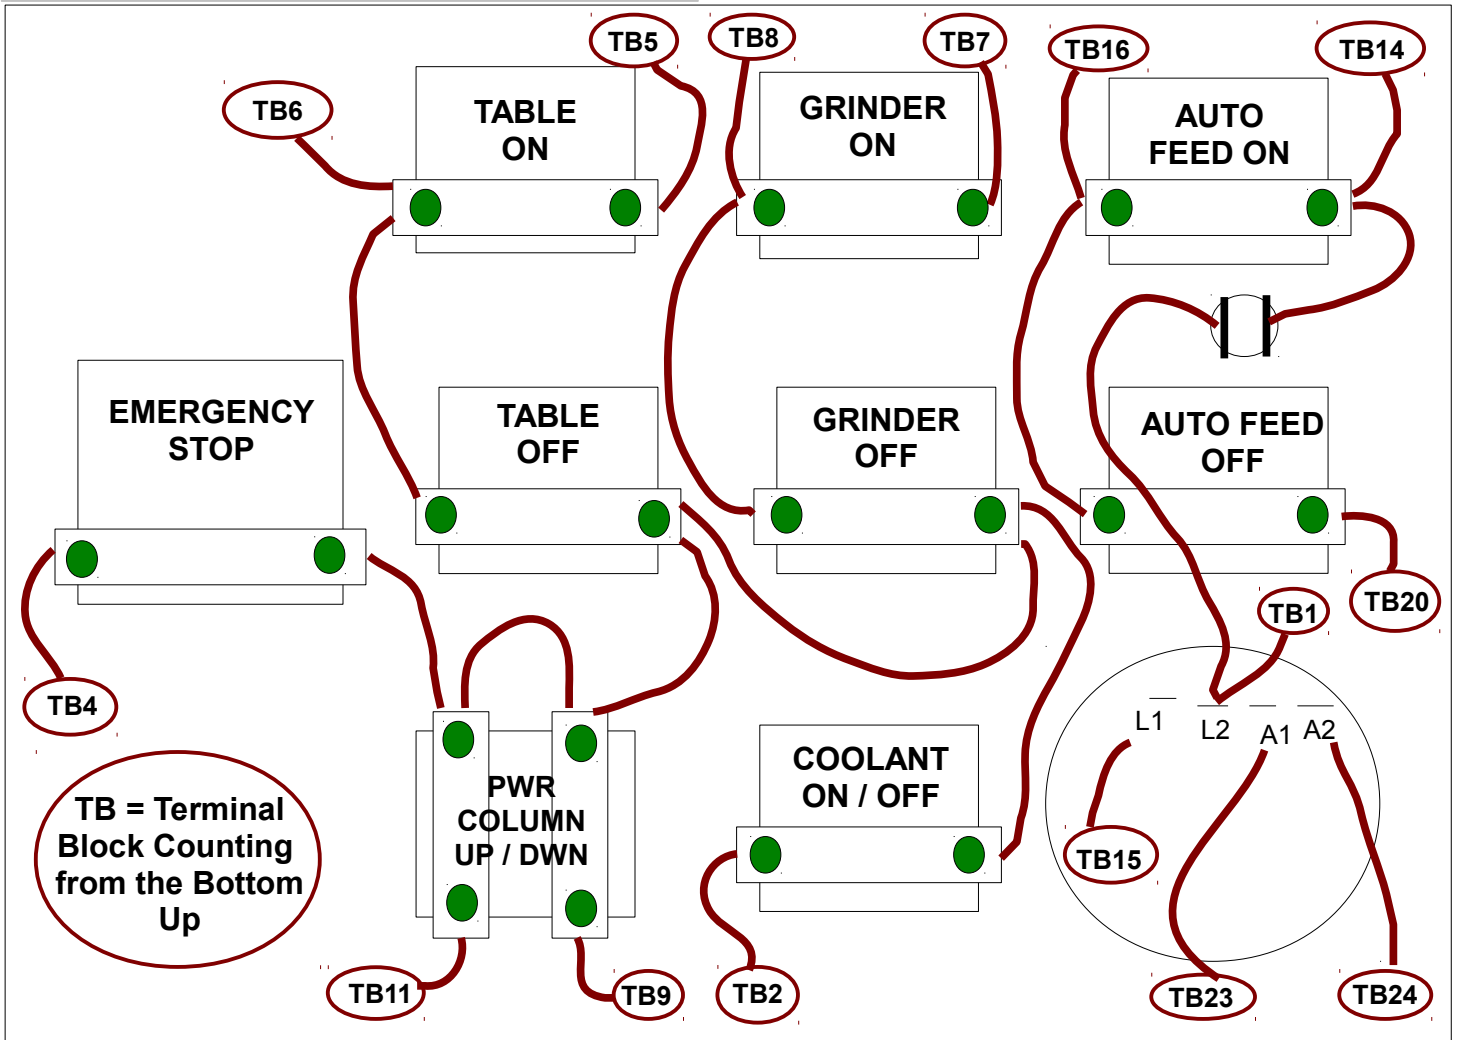 TB5
TB8
TB7
TB16
TB14
TB6
TABLE
ON
GRINDER
ON
AUTO
FEED ON
EMERGENCY
STOP
TABLE
OFF
GRINDER
OFF
AUTO FEED
OFF
TB20
TB1
TB4
L1
L2
A1
A2
PWR
COLUMN
UP / DWN
COOLANT
ON / OFF
TB = Terminal
Block Counting
from the Bottom
Up
TB15
TB11
TB9
TB2
TB23
TB24